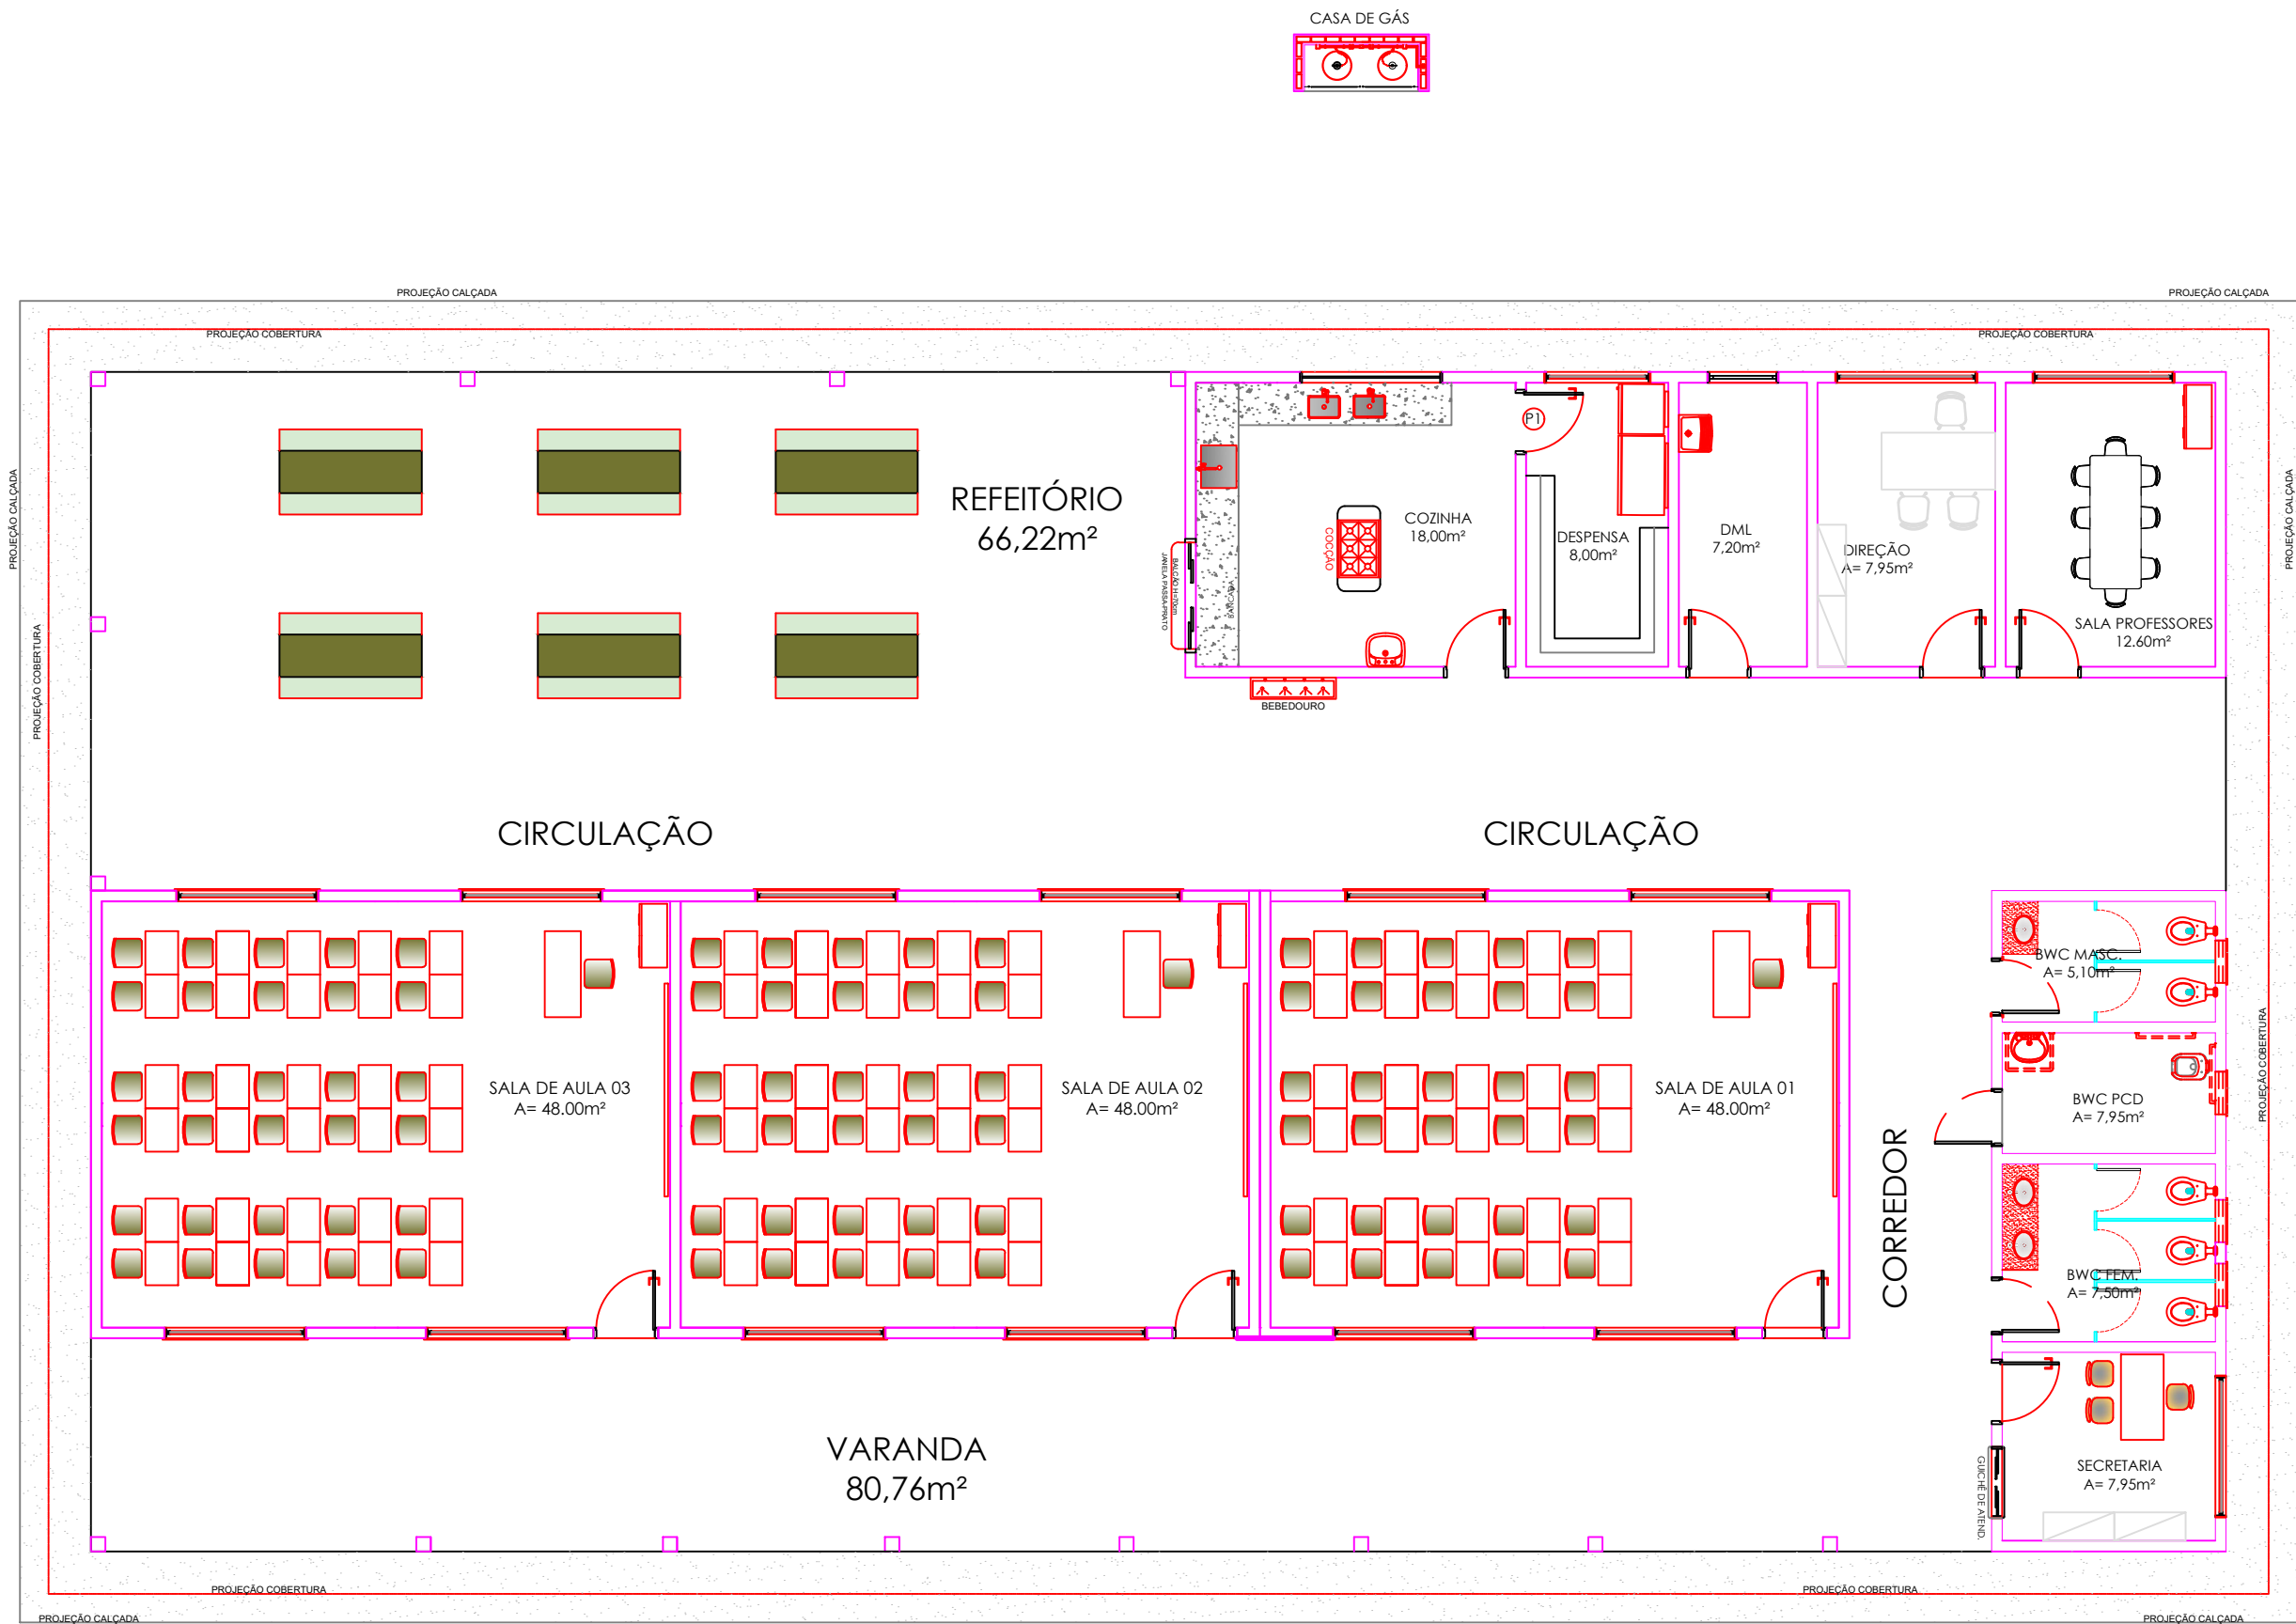 CASA DE GÁS
PROJEÇÃO CALÇADA
PROJEÇÃO CALÇADA
PROJEÇÃO COBERTURA
PROJEÇÃO COBERTURA
PROJEÇÃO CALÇADA
PROJEÇÃO CALÇADA
PROJEÇÃO COBERTURA
REFEITÓRIO
66,22m²
P1
COZINHA
18,00m²
COCÇÃO
BALCÃO H=70cm
JANELA PASSA-PRATO
BANCADA
DESPENSA
8,00m²
DML
7,20m²
DIREÇÃO
A= 7,95m²
SALA PROFESSORES
12.60m²
BEBEDOURO
CIRCULAÇÃO
CIRCULAÇÃO
SALA DE AULA 03
A= 48.00m²
SALA DE AULA 02
A= 48.00m²
SALA DE AULA 01
A= 48.00m²
CORREDOR
BWC MASC.
A= 5,10m²
BWC PCD
A= 7,95m²
BWC FEM.
A= 7,50m²
PROJEÇÃO COBERTURA
VARANDA
80,76m²
SECRETARIA
A= 7,95m²
GUICHÊ DE ATEND.
PROJEÇÃO COBERTURA
PROJEÇÃO COBERTURA
PROJEÇÃO CALÇADA
PROJEÇÃO CALÇADA